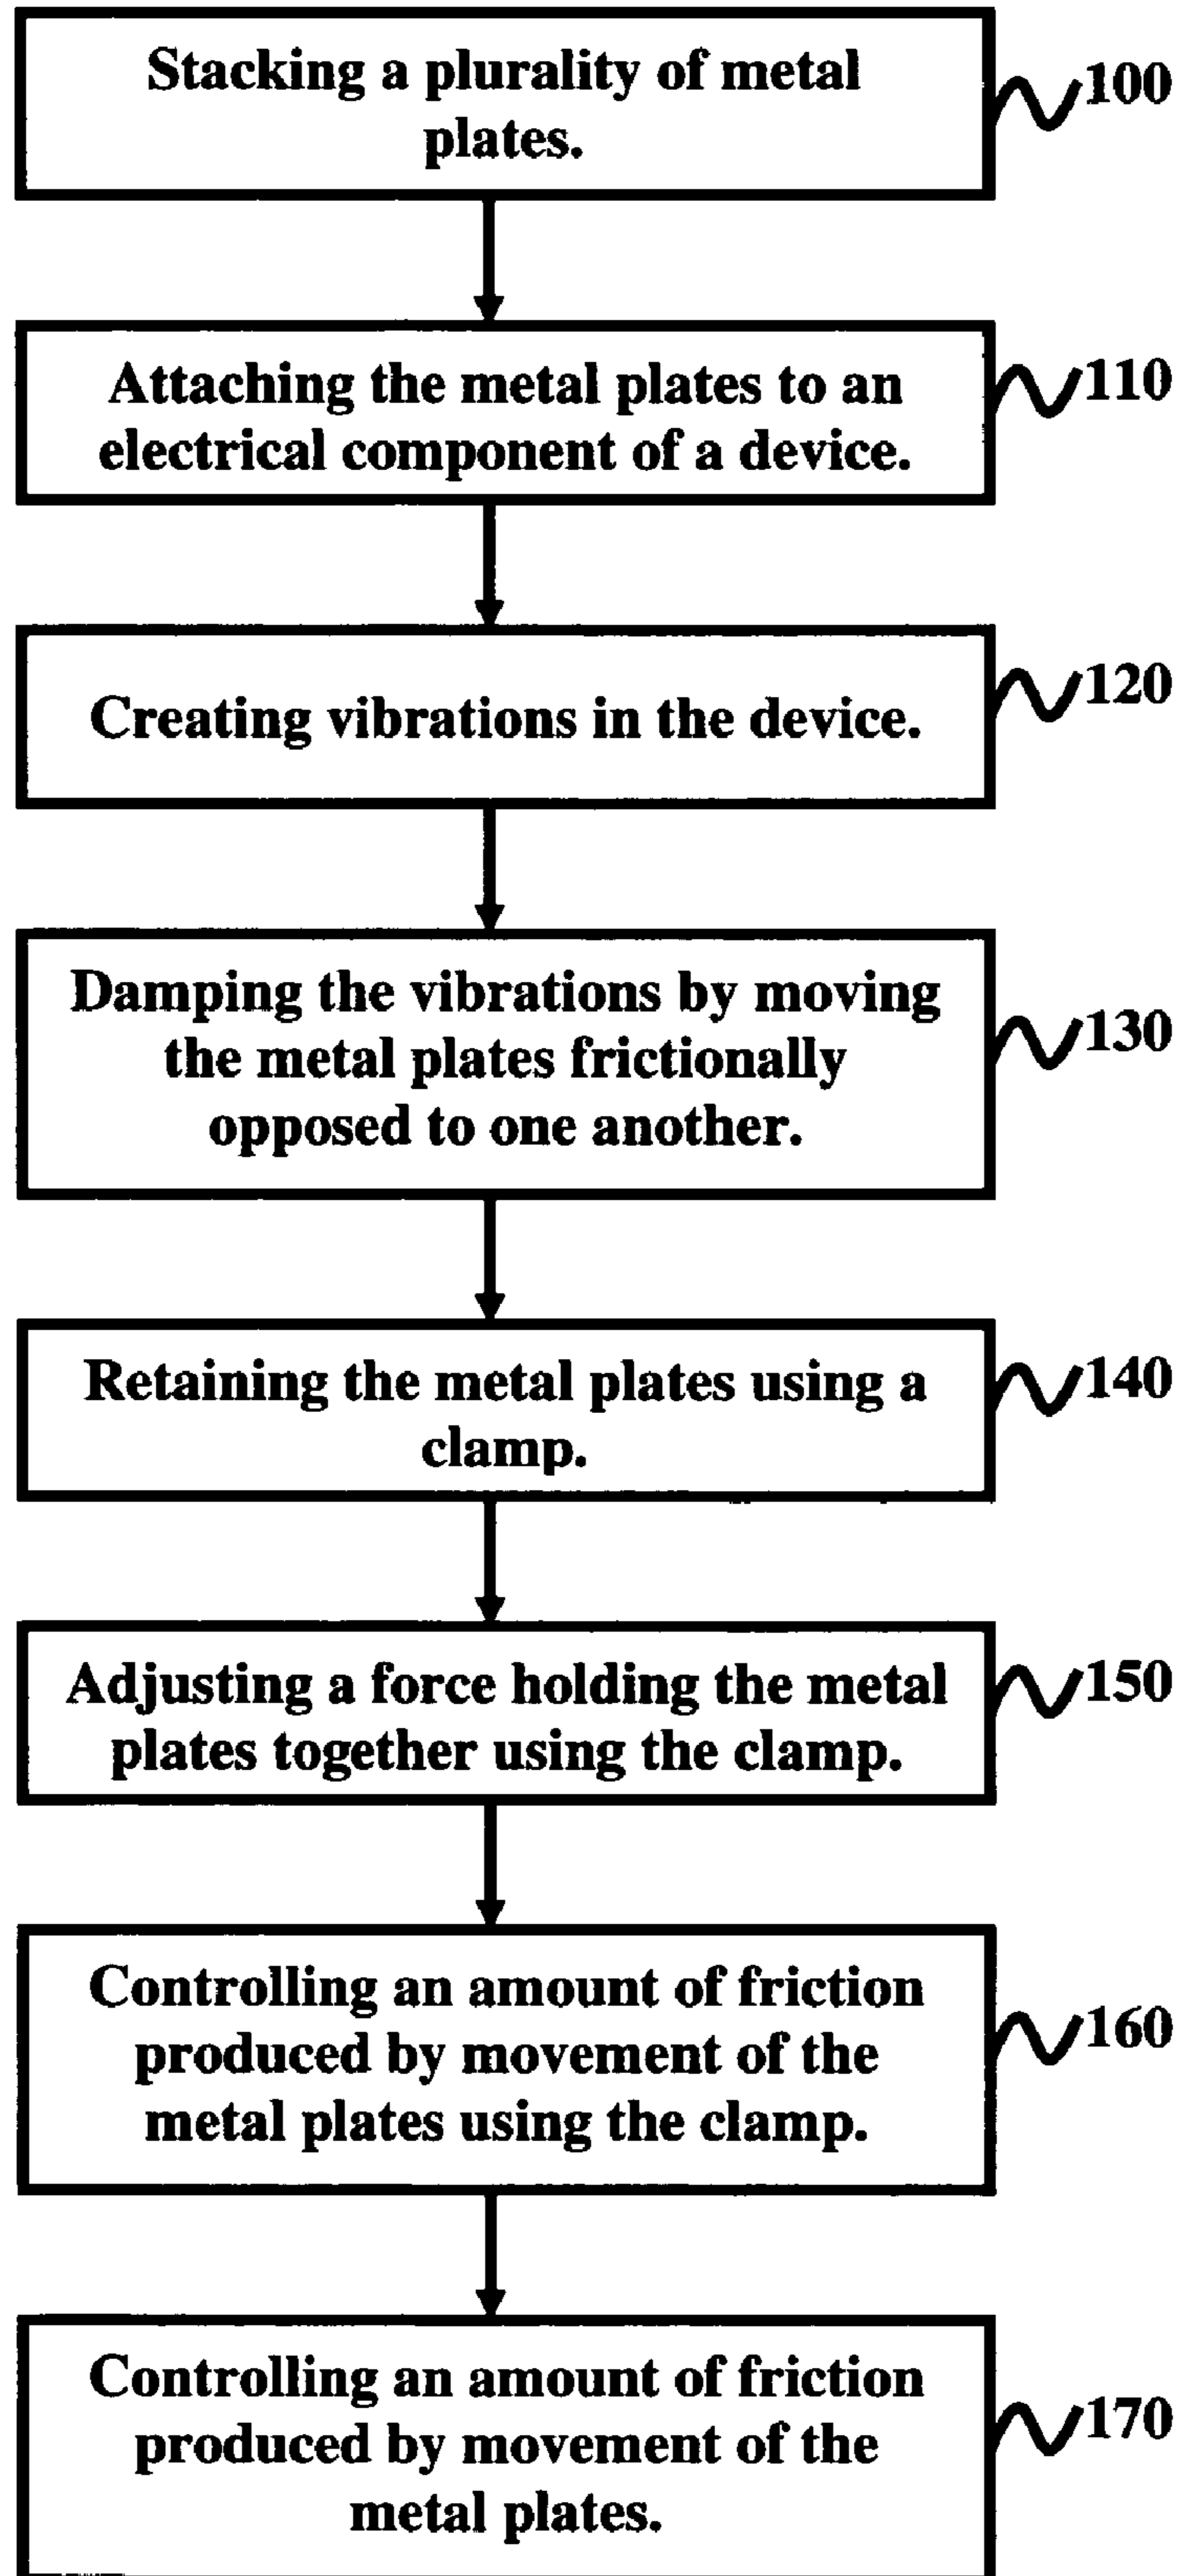 Stacking a plurality of metal
plates.
100
Attaching the metal plates to an
electrical component of a device.
110
Creating vibrations in the device.
120
Damping the vibrations by moving
the metal plates frictionally
opposed to one another.
130
Retaining the metal plates using a
clamp.
140
Adjusting a force holding the metal
plates together using the clamp.
150
Controlling an amount of friction
produced by movement of the
metal plates using the clamp.
160
Controlling an amount of friction
produced by movement of the
metal plates.
170